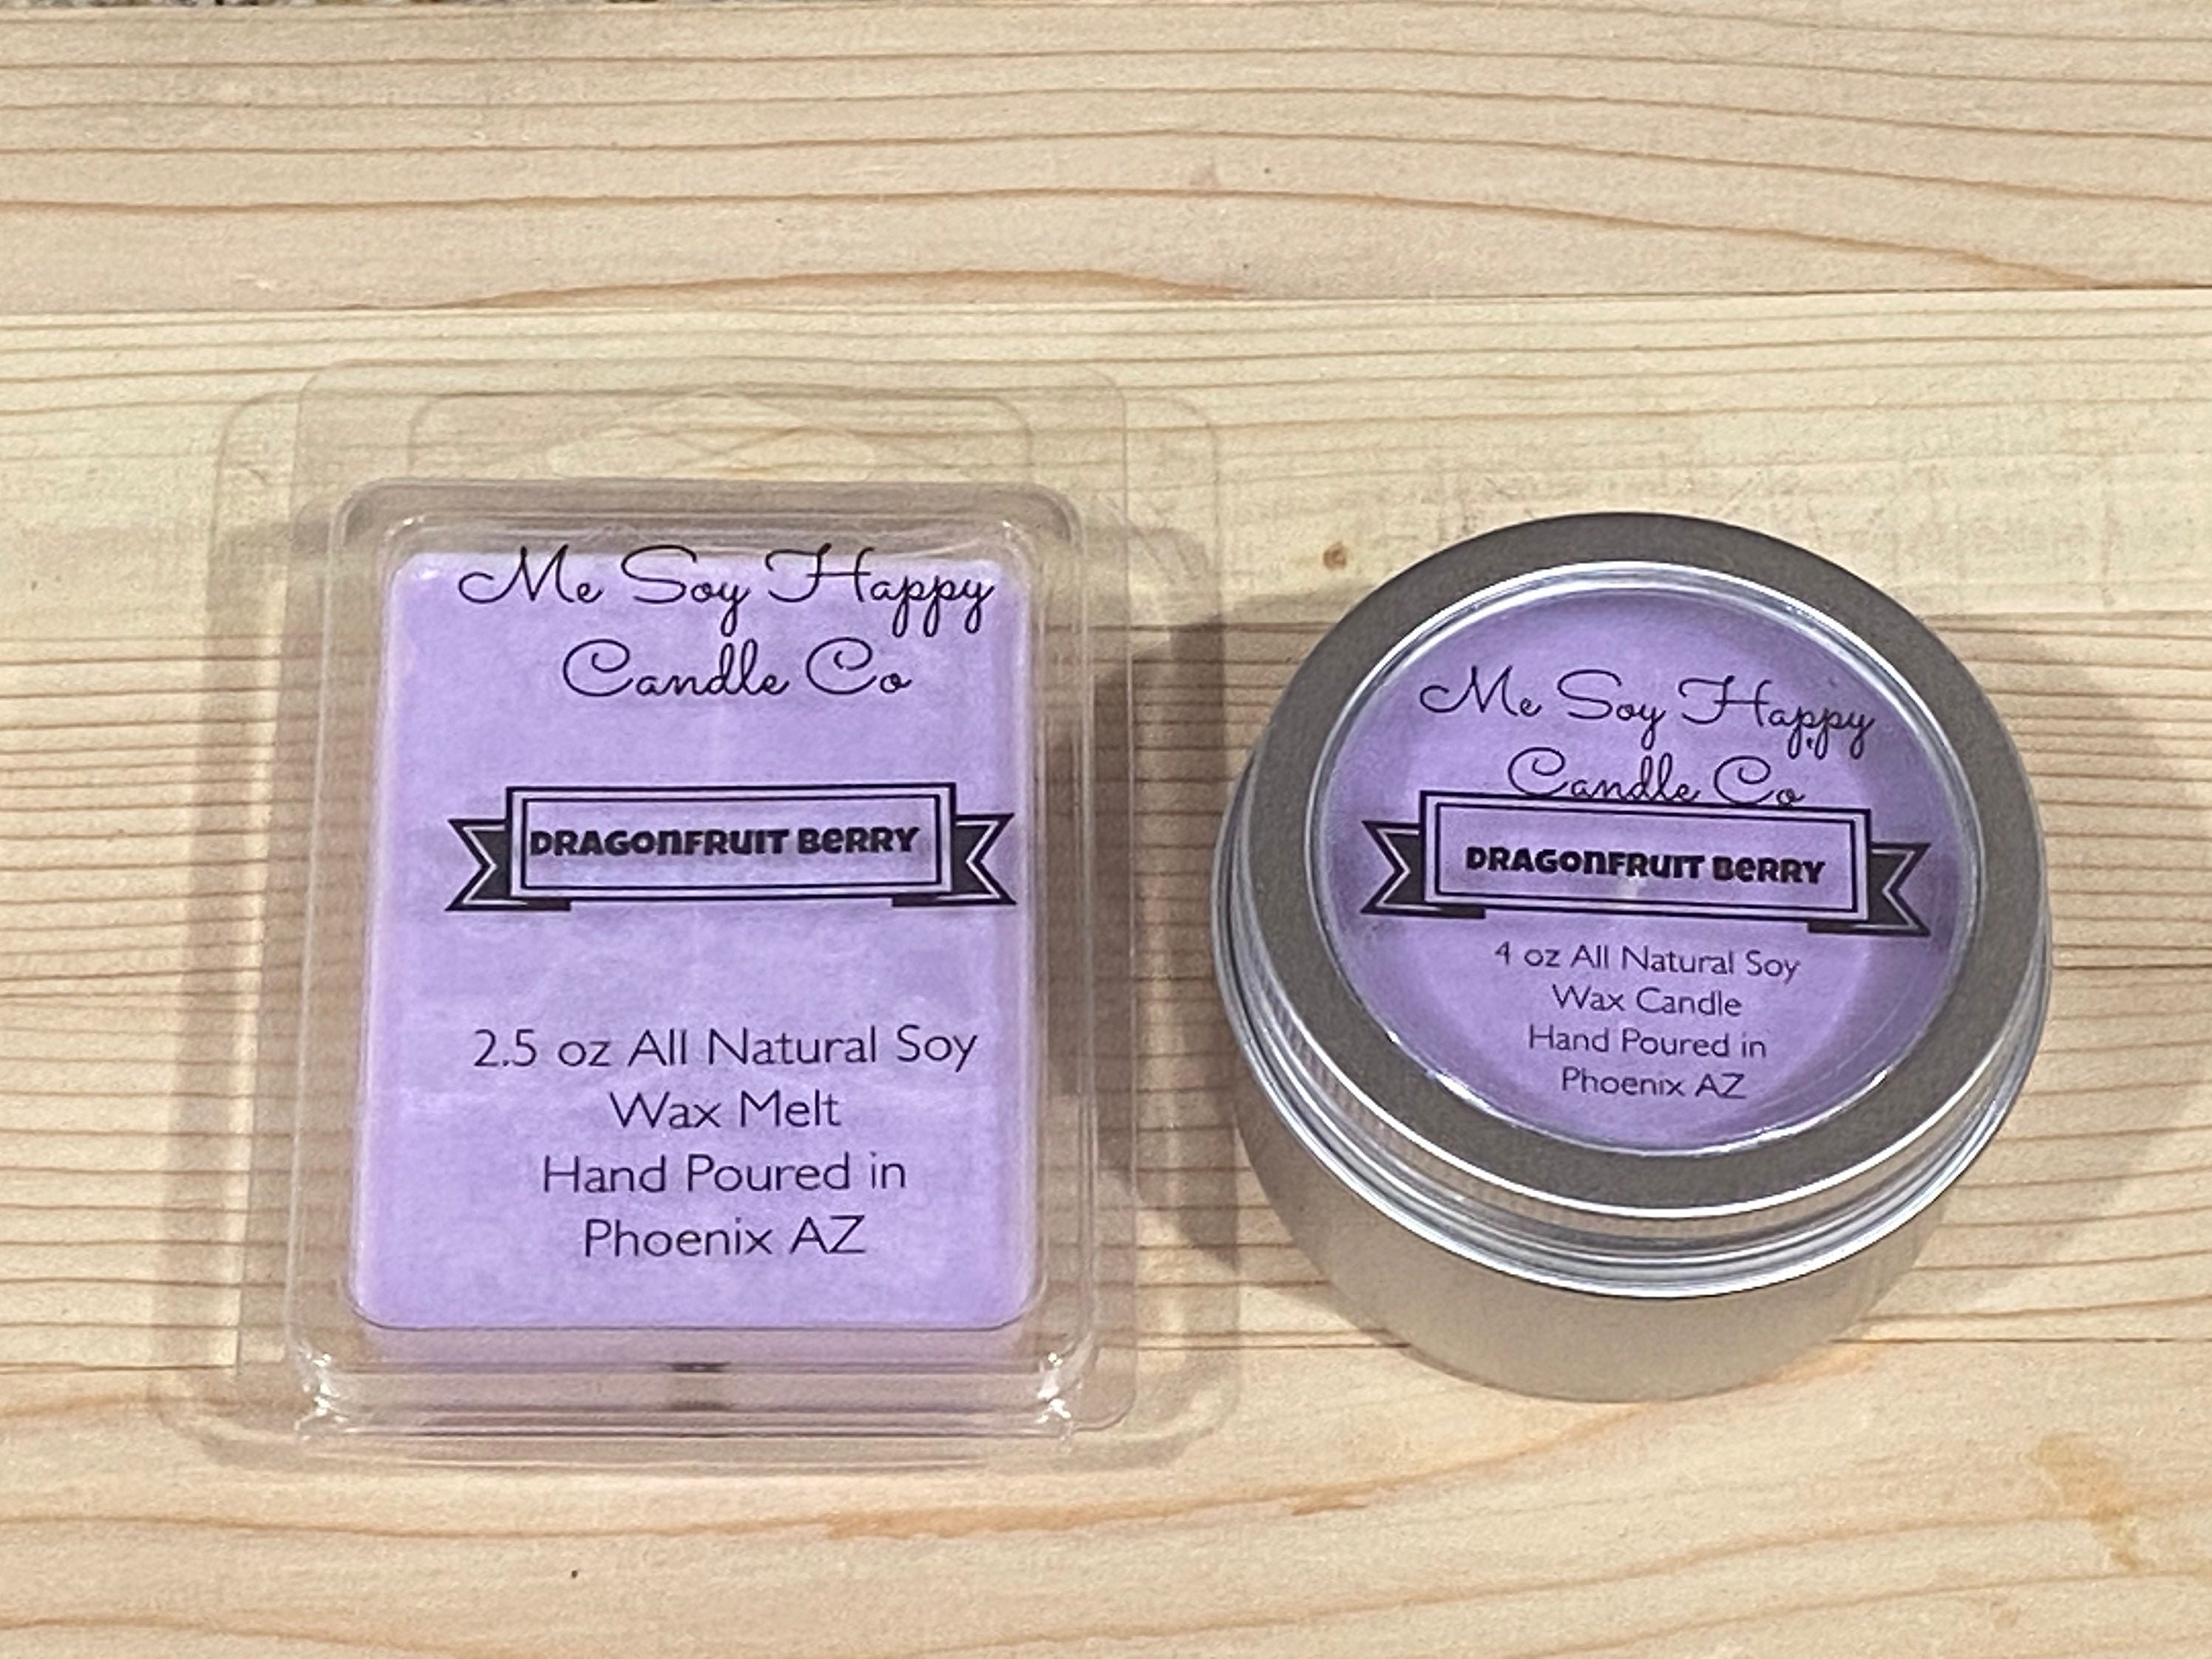 Me Soy Happy
Candle Co
DRAGONFRUIT BERRY
2.5 oz All Natural Soy
Wax Melt
Hand Poured in
Phoenix AZ
Me Soy Happy
Candle Co
DRAGONFRUIT BERRY
4 oz All Natural Soy
Wax Candle
Hand Poured in
Phoenix AZ